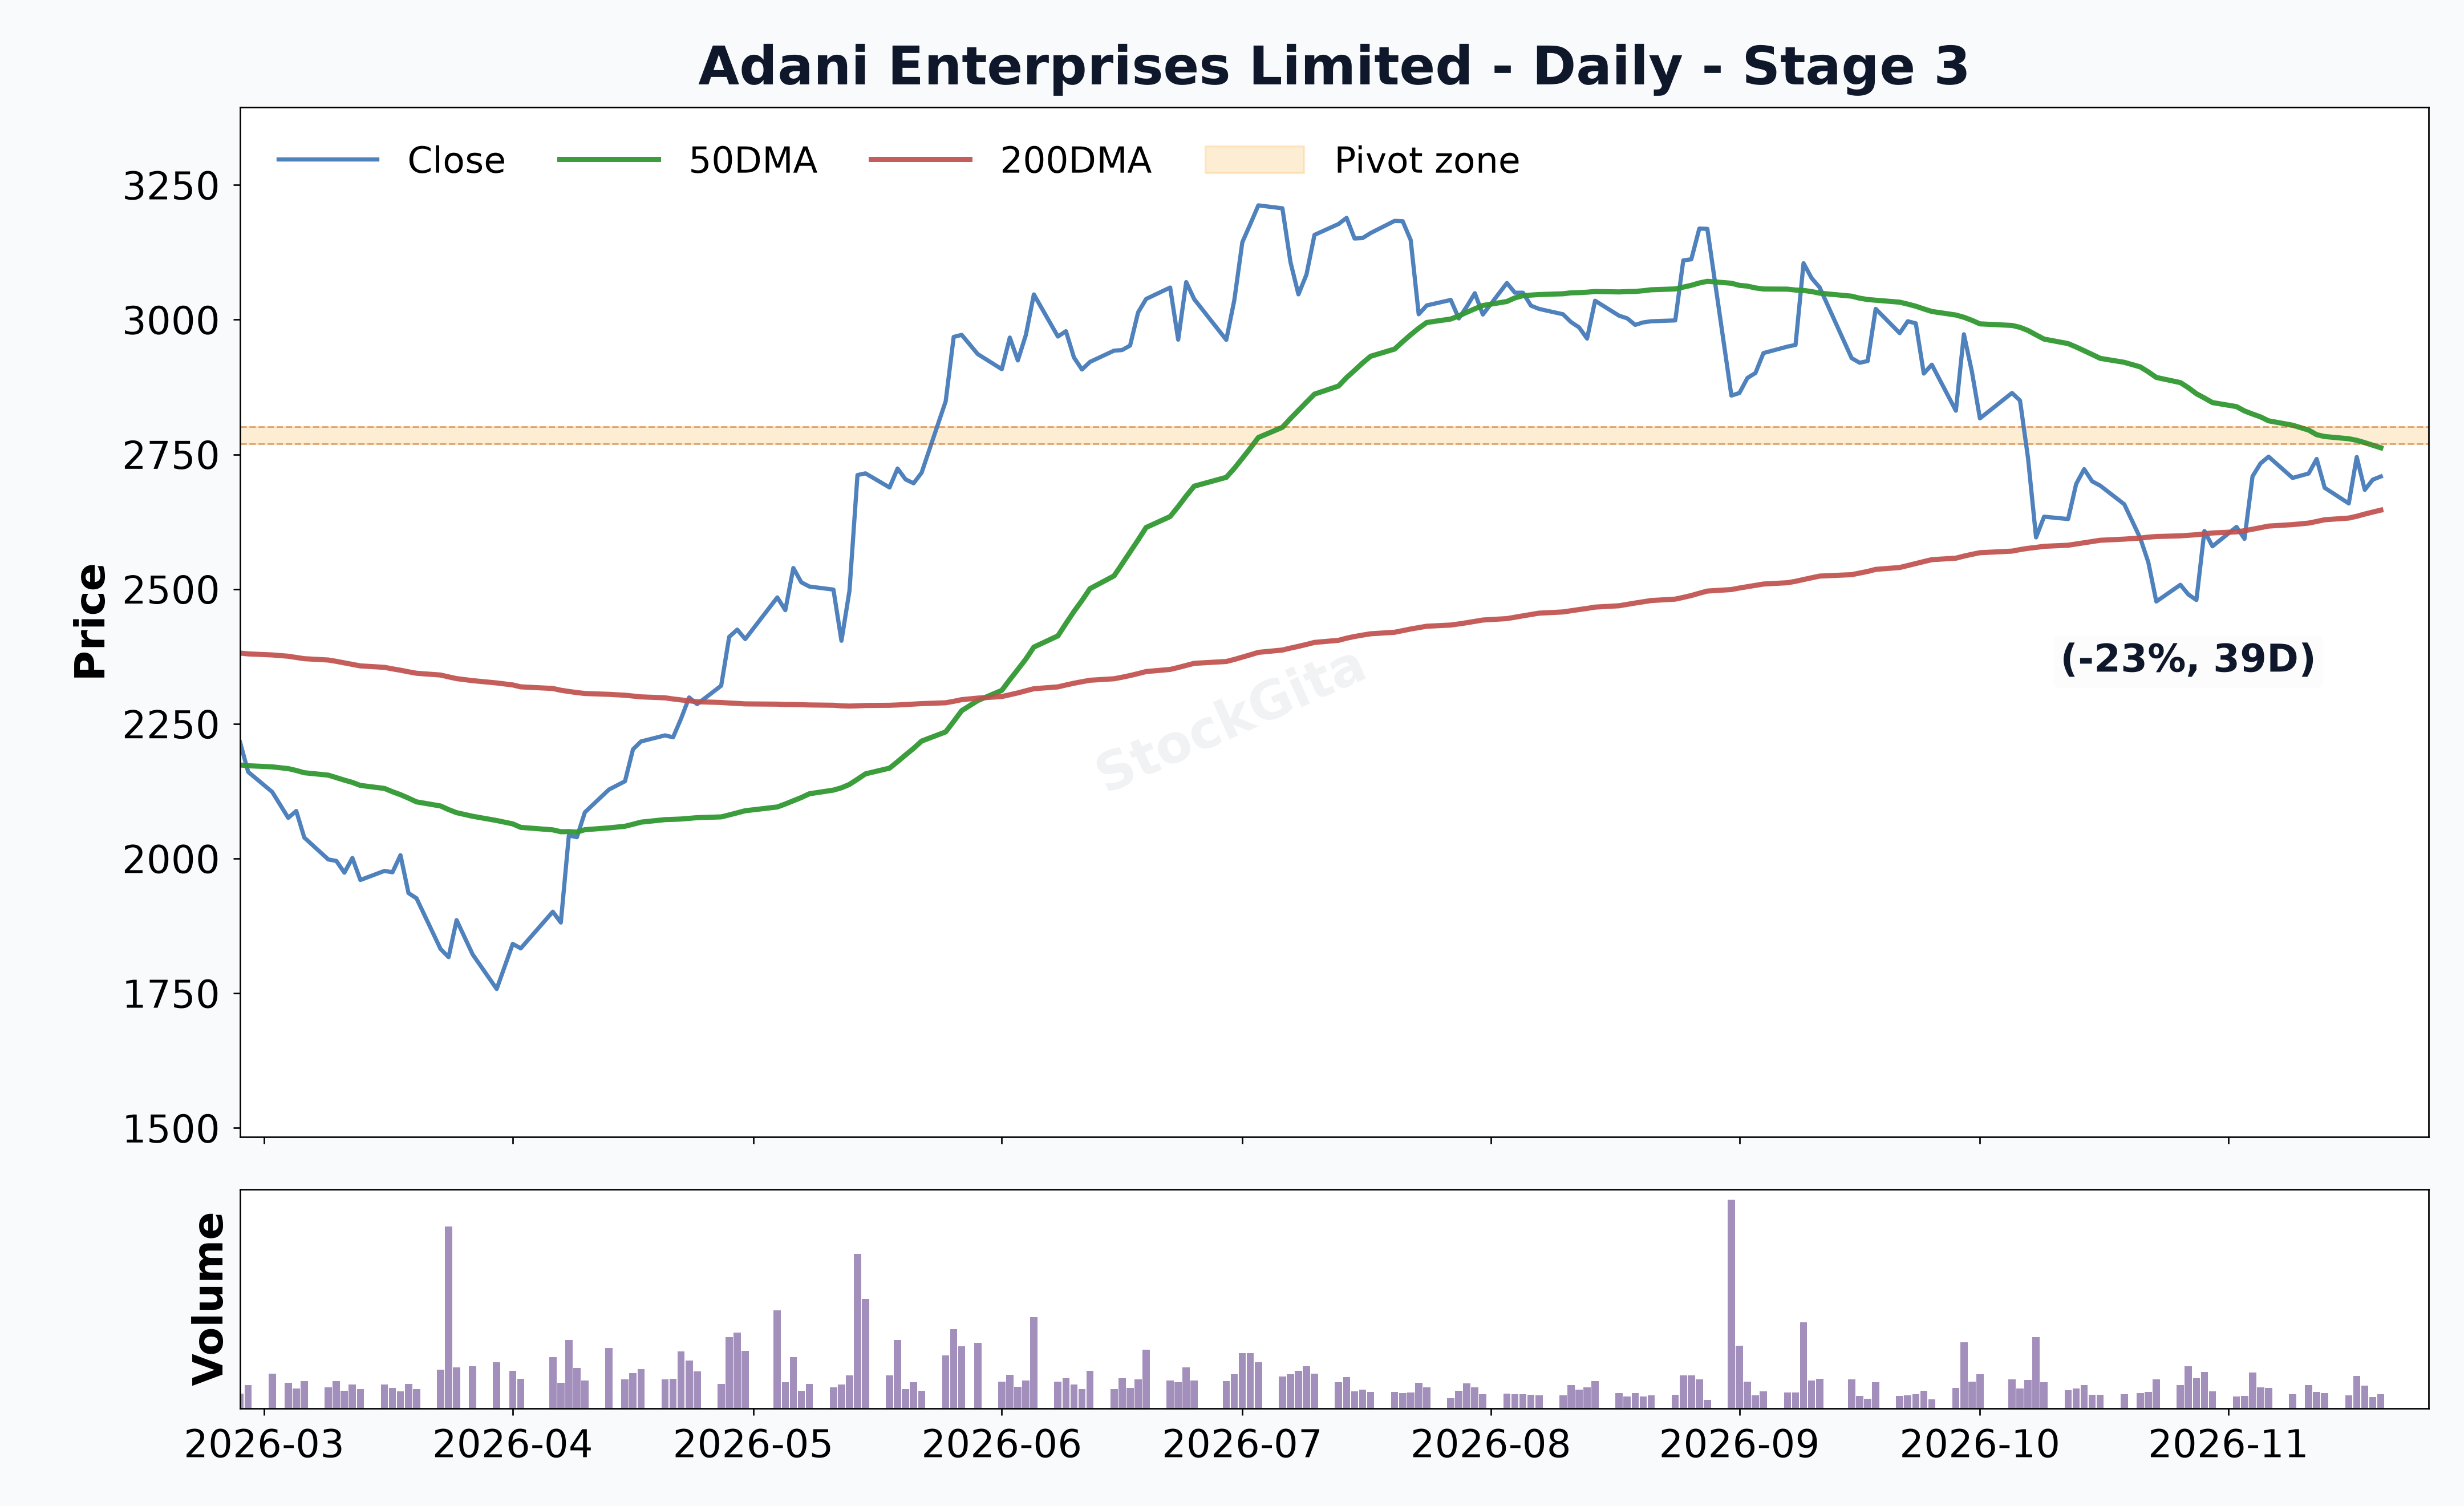 Adani Enterprises Limited - Daily - Stage 3
Close 50DMA 200DMA Pivot zone
Price
3250
3000
2750
2500
2250
2000
1750
1500
(-23%, 39D)
StockGita
Volume
2026-03 2026-04 2026-05 2026-06 2026-07 2026-08 2026-09 2026-10 2026-11